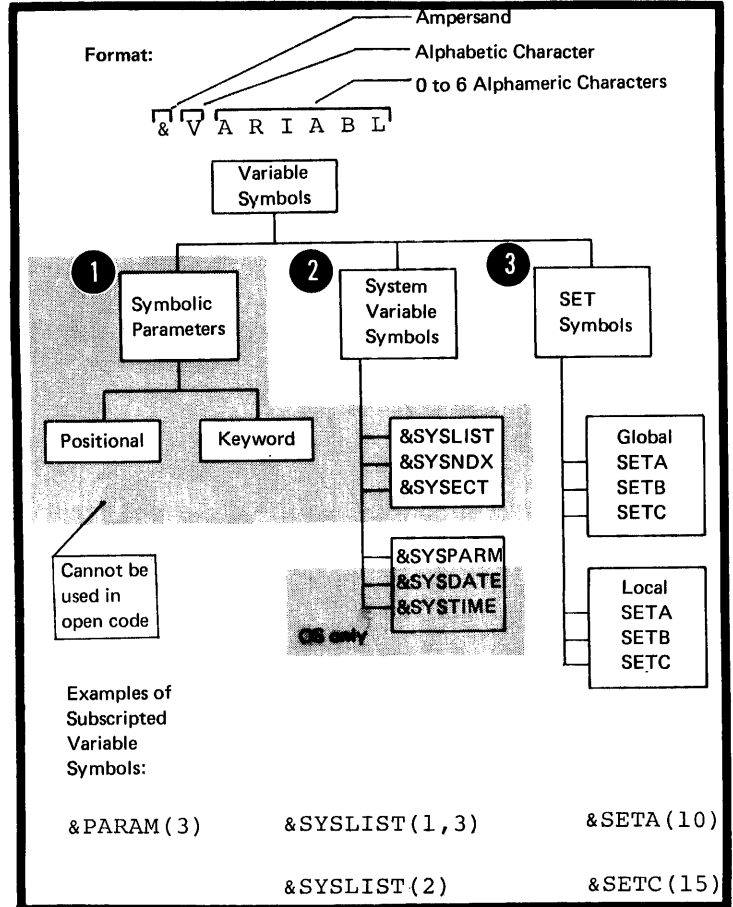 Ampersand
Format:
Alphabetic Character
0 to 6 Alphameric Characters
& V A R I A B L
Variable
Symbols
1
Symbolic
Parameters
2
System
Variable
Symbols
3
SET
Symbols
Positional
Keyword
&SYSLIST
&SYSNDX
&SYSECT
Global
SETA
SETB
SETC
&SYSPARM
&SYSDATE
&SYSTIME
OS only
Cannot be
used in
open code
Local
SETA
SETB
SETC
Examples of
Subscripted
Variable
Symbols:
&PARAM(3) &SYSLIST(1,3) &SETA(10)
&SYSLIST(2) &SETC(15)